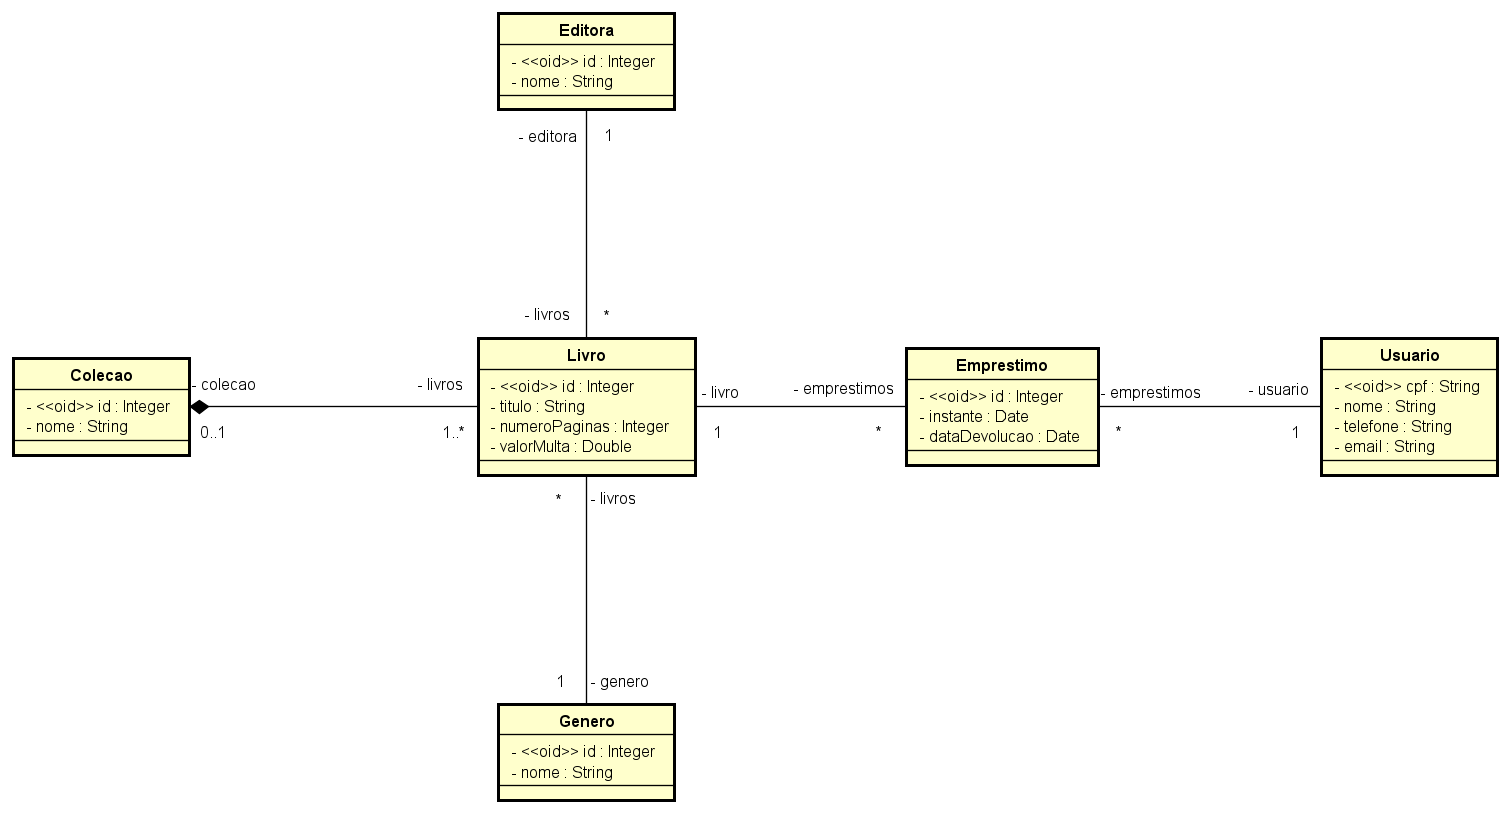 Editora
- <<oid>> id : Integer
- nome : String
- editora
1
- livros
*
Colecao
- <<oid>> id : Integer
- nome : String
- colecao
0..1
- livros
1..*
Livro
- <<oid>> id : Integer
- titulo : String
- numeroPaginas : Integer
- valorMulta : Double
- livro
1
- emprestimos
*
Emprestimo
- <<oid>> id : Integer
- instante : Date
- dataDevolucao : Date
- emprestimos
*
- usuario
1
Usuario
- <<oid>> cpf : String
- nome : String
- telefone : String
- email : String
*
- livros
1
- genero
Genero
- <<oid>> id : Integer
- nome : String